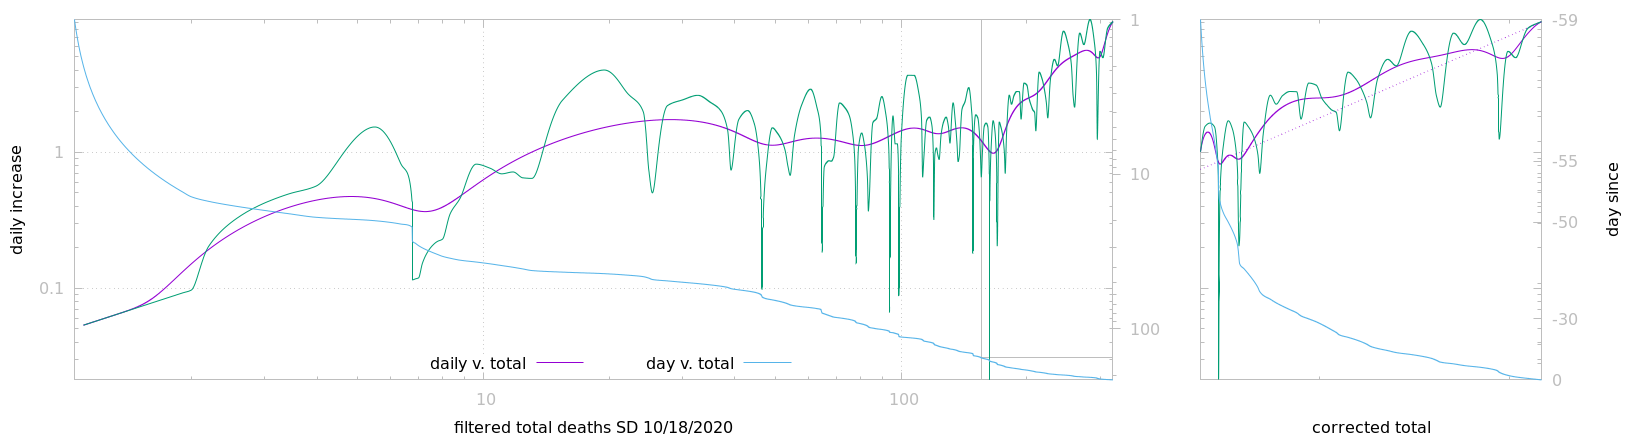 daily increase
1
0.1
daily v. total
day v. total
10
100
filtered total deaths SD 10/18/2020
1
10
100
corrected total
-59
-55
-50
-30
0
day since